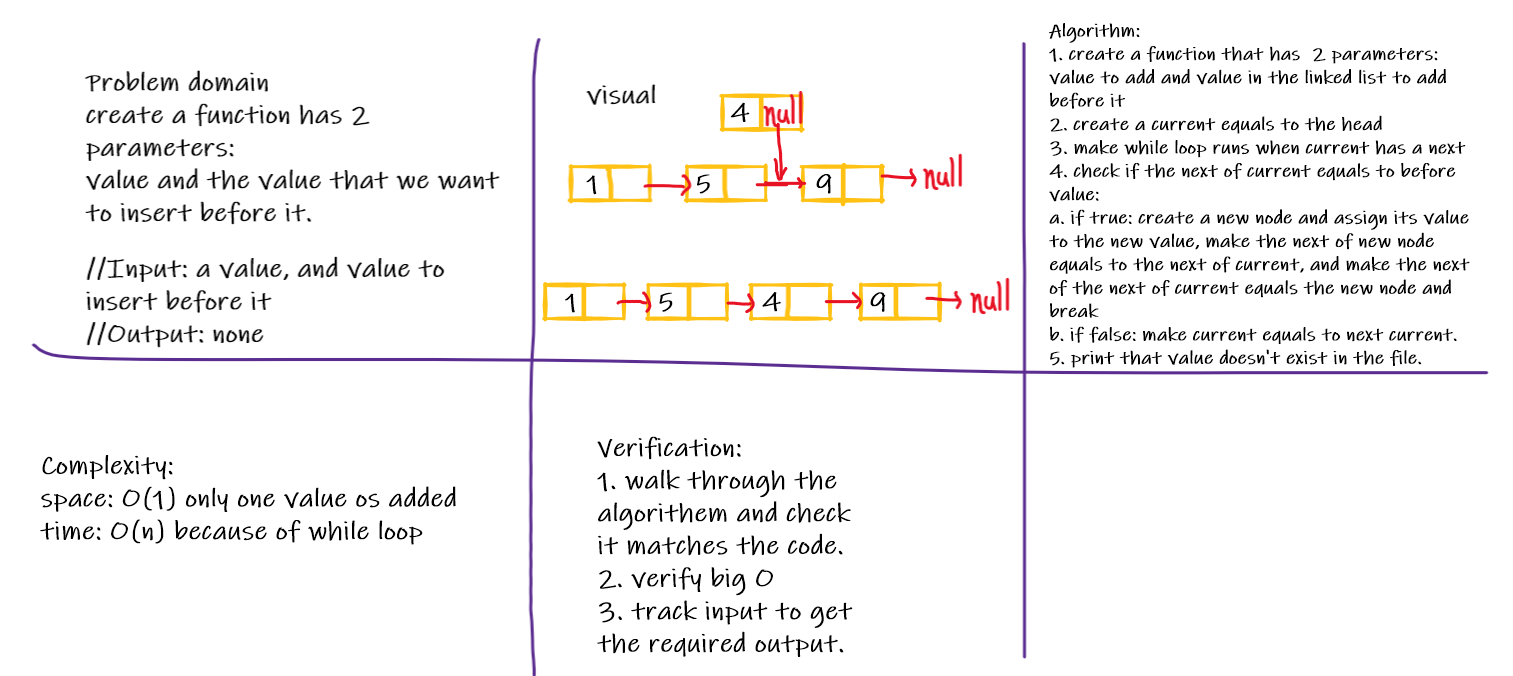 Problem domain
create a function has 2
parameters:
value and the value that we want
to insert before it.
//Input: a value, and value to
insert before it
//Output: none
visual
4 null
1 5 9 null
1 5 4 9 null
Algorithm:
1. create a function that has 2 parameters:
value to add and value in the linked list to add
before it
2. create a current equals to the head
3. make while loop runs when current has a next
4. check if the next of current equals to before
value:
a. if true: create a new node and assign its value
to the new value, make the next of new node
equals to the next of current, and make the next
of the next of current equals the new node and
break
b. if false: make current equals to next current.
5. print that value doesn't exist in the file.
Complexity:
space: O(1) only one value os added
time: O(n) because of while loop
Verification:
1. walk through the
algorithem and check
it matches the code.
2. verify big O
3. track input to get
the required output.